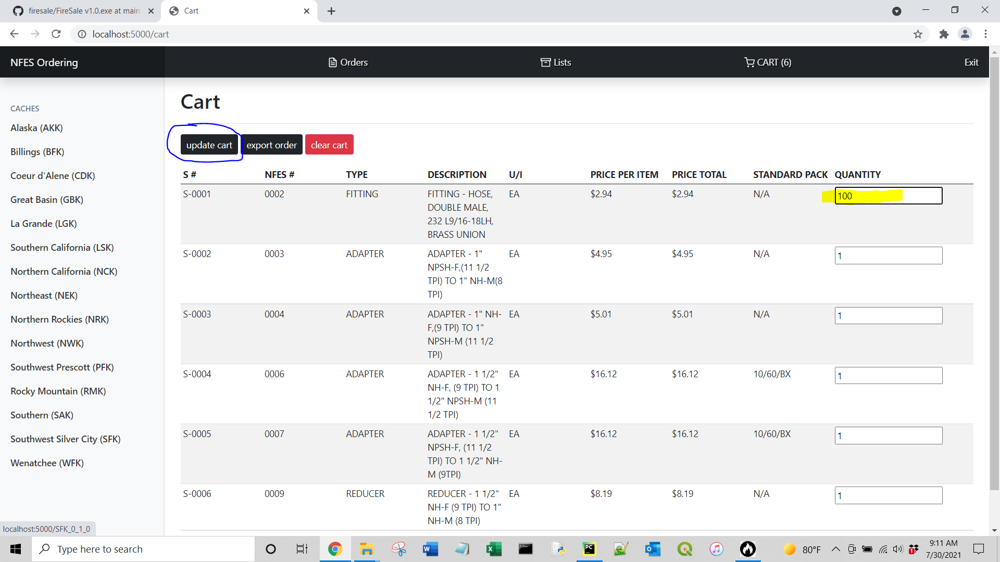 firesale/FireSale v1.0.exe at main
Cart
localhost:5000/cart
NFES Ordering
Orders
Lists
CART (6)
Exit
CACHES
Alaska (AKK)
Billings (BFK)
Coeur d'Alene (CDK)
Great Basin (GBK)
La Grande (LGK)
Southern California (LSK)
Northern California (NCK)
Northeast (NEK)
Northern Rockies (NRK)
Northwest (NWK)
Southwest Prescott (PFK)
Rocky Mountain (RMK)
Southern (SAK)
Southwest Silver City (SFK)
Wenatchee (WFK)
Cart
update cart export order clear cart
S # NFES # TYPE DESCRIPTION U/I PRICE PER ITEM PRICE TOTAL STANDARD PACK QUANTITY
S-0001 0002 FITTING FITTING - HOSE, EA $2.94 $2.94 N/A 100
DOUBLE MALE,
232 L9/16-18LH,
BRASS UNION
S-0002 0003 ADAPTER ADAPTER - 1" EA $4.95 $4.95 N/A 1
NPSH-F,(11 1/2
TPI) TO 1" NH-M(8
TPI)
S-0003 0004 ADAPTER ADAPTER - 1" NH- EA $5.01 $5.01 N/A 1
F,(9 TPI) TO 1"
NPSH-M (11 1/2
TPI)
S-0004 0006 ADAPTER ADAPTER - 1 1/2" EA $16.12 $16.12 10/60/BX 1
NH-F, (9 TPI) TO 1
1/2" NPSH-M (11
1/2 TPI)
S-0005 0007 ADAPTER ADAPTER - 1 1/2" EA $16.12 $16.12 10/60/BX 1
NPSH-F, (11 1/2
TPI) TO 1 1/2" NH-
M (9TPI)
S-0006 0009 REDUCER REDUCER - 1 1/2" EA $8.19 $8.19 N/A 1
NH-F (9 TPI) TO 1"
NH-M (8 TPI)
localhost:5000/SFK_0_1_0
Type here to search
80°F
9:11 AM
7/30/2021